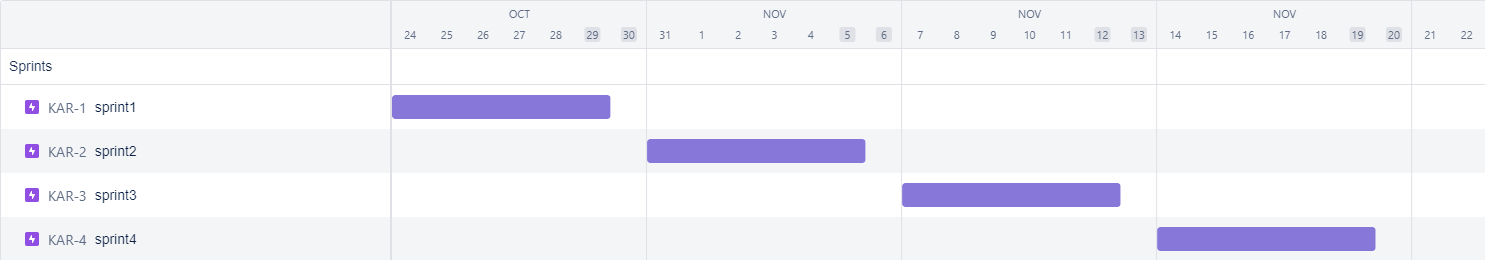 OCT NOV NOV NOV
24 25 26 27 28 29 30 31 1 2 3 4 5 6 7 8 9 10 11 12 13 14 15 16 17 18 19 20 21 22
Sprints
KAR-1 sprint1
KAR-2 sprint2
KAR-3 sprint3
KAR-4 sprint4